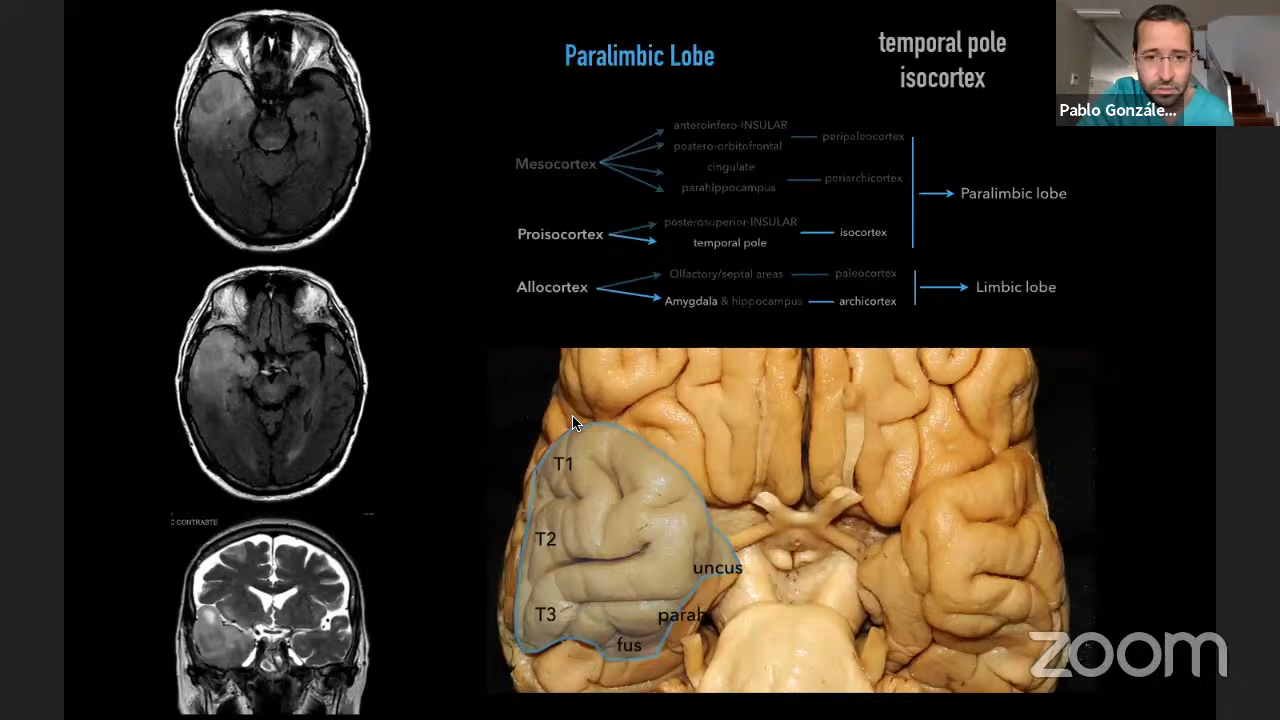 Paralimbic Lobe
temporal pole
isocortex
Pablo Gonzále...
Mesocortex
anteroinfero-INSULAR
postero-orbitofrontal
cingulate
parahippocampus
peripaleocortex
periarchicortex
Paralimbic lobe
Proisocortex
posterosuperior-INSULAR
temporal pole
isocortex
Allocortex
Olfactory/septal areas
paleocortex
Amygdala & hippocampus
archicortex
Limbic lobe
C CONTRASTE
T1
T2
uncus
T3
parah
fus
zoom